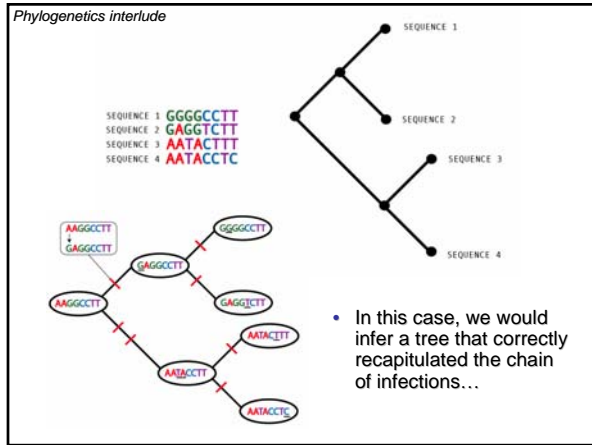 Phylogenetics interlude
SEQUENCE 1
SEQUENCE 2
SEQUENCE 3
SEQUENCE 4
SEQUENCE 1 GGGGCCTT
SEQUENCE 2 GAGGTCTT
SEQUENCE 3 AATACTTT
SEQUENCE 4 AATACCTC
AAGGCCTT
GAGGCCTT
GGGGCCTT
GAGGCCTT
AAGGCCTT
GAGGTCTT
AATACTTT
AATACCTT
AATACCTC
• In this case, we would
infer a tree that correctly
recapitulated the chain
of infections…